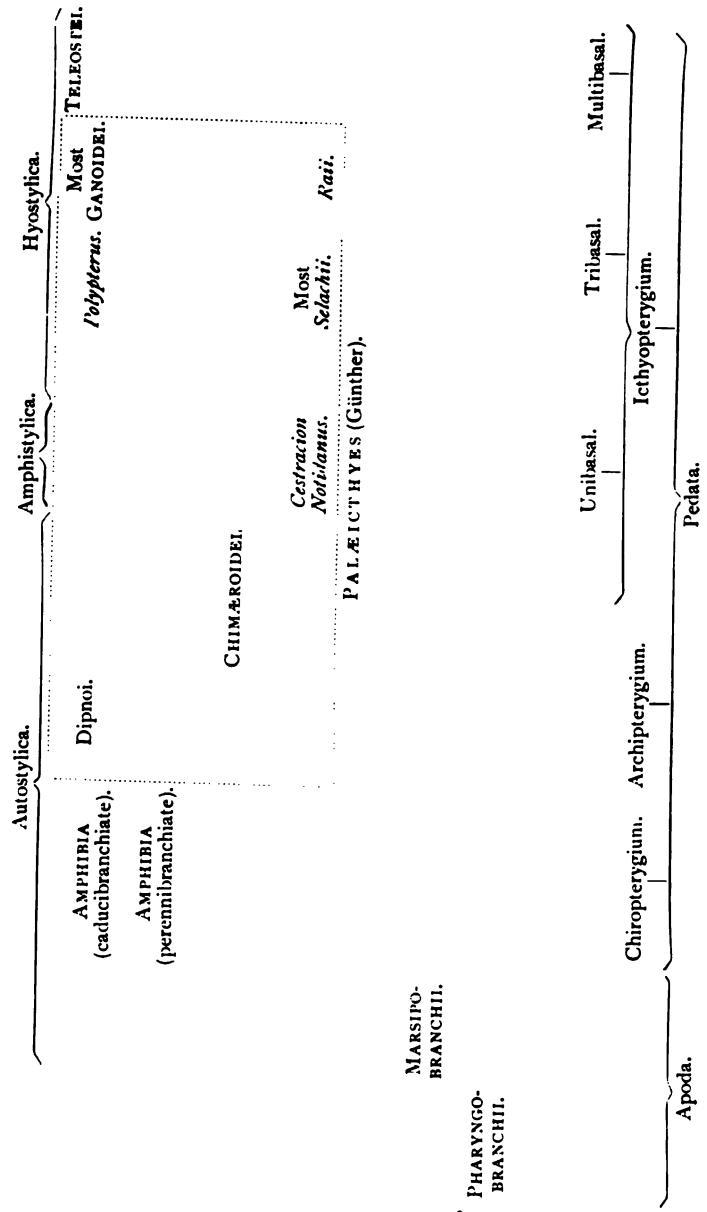 Autostylica.
Amphistylica.
Hyostylica.
AMPHIBIA
(caducibranchiate).
Dipnoi.
Polypterus.
Most
GANOIDEI.
TELEOSTEI.
AMPHIBIA
(perennibranchiate).
CHIMÆROIDEI.
Cestracion
Notidanus.
Most
Selachii.
Raii.
PALÆICTHYES (Günther).
MARSIPO-
BRANCHII.
PHARYNGO-
BRANCHII.
Unibasal.
Tribasal.
Multibasal.
Chiropterygium.
Archipterygium.
Icthyopterygium.
Apoda.
Pedata.